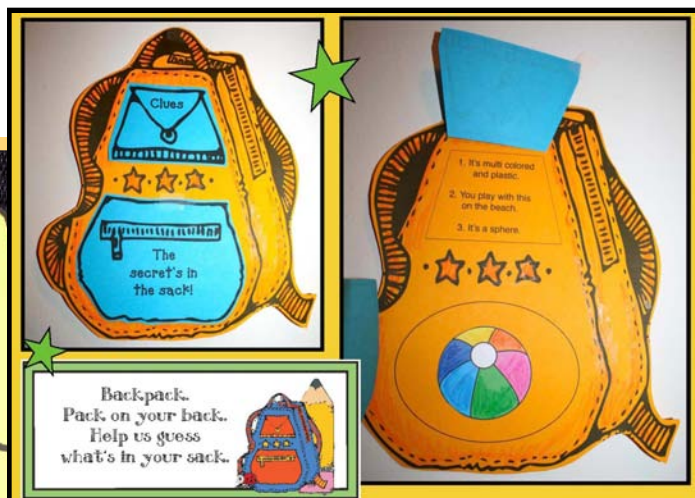 Clues
The
secret's in
the sack!
1. It's multi colored
and plastic.
2. You play with this
on the beach.
3. It's a sphere.
Backpack.
Pack on your back.
Help us guess
what's in your sack.